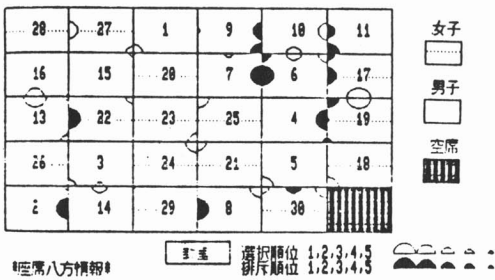 28 27 1 9 10 11
女子
16 15 20 7 6 17
男子
13 22 23 25 4 19
空席
26 3 24 21 5 18
2 14 29 8 30
選択順位 1,2,3,4,5
排斥順位 1,2,3,4,5
座席八方情報